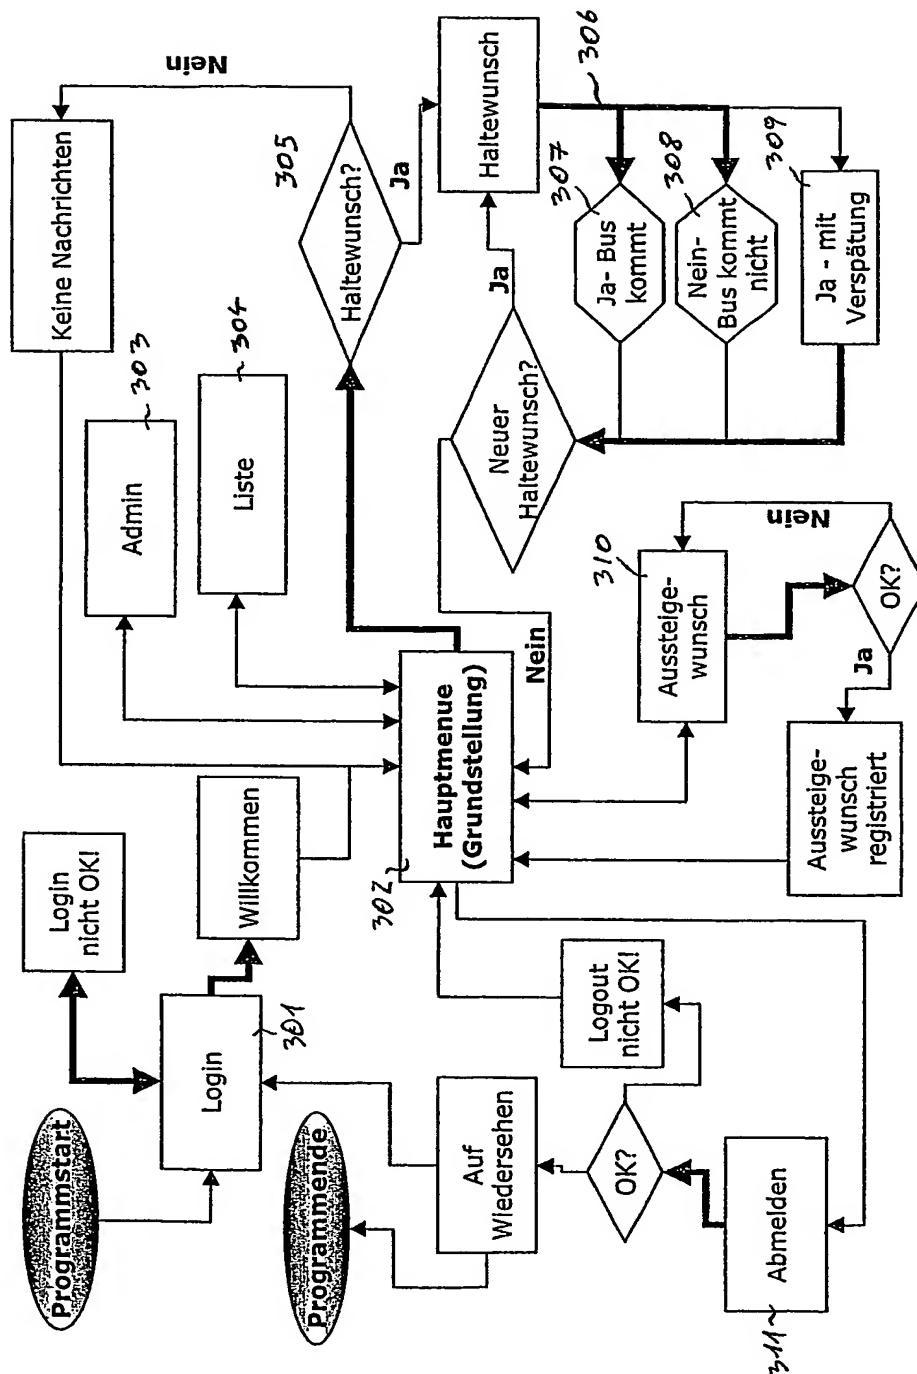 Programmstart
Login
nicht OK!
Keine Nachrichten
Nein
Login
301
Willkommen
Admin
303
Liste
304
Haltewunsch?
305
Ja
Haltewunsch
306
Programmende
302
Hauptmenue
(Grundstellung)
Nein
Neuer
Haltewunsch?
Ja
Ja- Bus
kommt
307
Nein-
Bus kommt
nicht
308
Ja - mit
Verspätung
309
Auf
Wiedersehen
Logout
nicht OK!
OK?
Abmelden
311
310
Aussteige-
wunsch
Nein
OK?
Ja
Aussteige-
wunsch
registriert